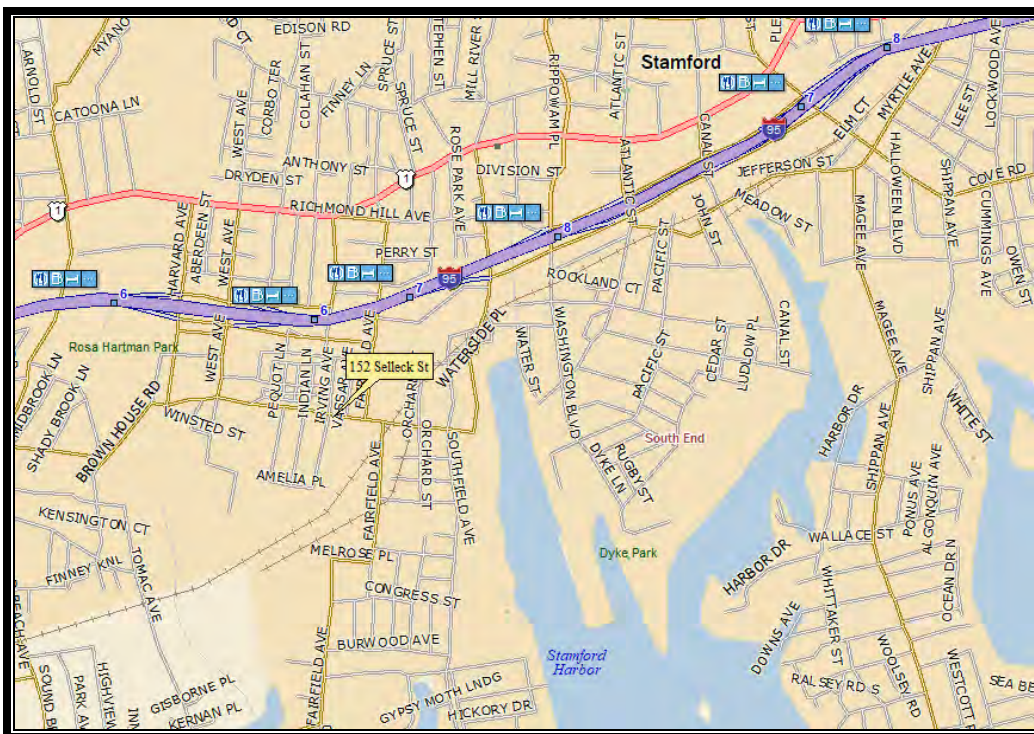 EDISON RD
ARNOLD ST
CATOONA LN
WEST AVE
COLAHAN ST
FINNEY LN
SPRUCE ST
SPRUCE ST
MILL RIVER
RIPPOWAM PL
ATLANTIC ST
Stamford
8
7
95
ELM CT
MYRTLE AVE
LEE ST
LOCKWOOD AVE
CANAL ST
ANTHONY ST
DRYDEN ST
1
1
ROSE PARK AVE
DIVISION ST
ATLANTIC ST
JEFFERSON ST
HALLOWEEN BLVD
SHIPPAN AVE
COVE RD
RICHMOND HILL AVE
HARVARD AVE
ABERDEEN ST
WEST AVE
PERRY ST
8
JOHN ST
MEADOW ST
MAGEE AVE
CUMMINGS AVE
OWEN ST
PACIFIC ST
ROCKLAND CT
95
7
6
6
Rosa Hartman Park
WEST AVE
PEQUOT LN
INDIAN LN
IRVING AVE
VASSAR AVE
152 Selleck St
WATERSIDE PL
WATER ST
WASHINGTON BLVD
PACIFIC ST
CEDAR ST
LUDLOW PL
CANAL ST
MAGEE AVE
SHIPPAN AVE
SHADY BROOK LN
BROWN HOUSE RD
WINSTED ST
AMELIA PL
FAIRFIELD AVE
ORCHARD ST
SOUTHFIELD AVE
DYKE LN
RUGBY ST
South End
HARBOR DR
SHIPPAN AVE
WHITE ST
PONUS AVE
ALGONQUIN AVE
KENSINGTON CT
FINNEY KNL
TOMAC AVE
MELROSE PL
CONGRESS ST
Dyke Park
HARBOR DR
WALLACE ST
OCEAN DR N
BURWOOD AVE
Stamford
Harbor
DOWNS AVE
WHITTAKER ST
WOOLSEY RD
WESTCOTT
PARK AV
HIGHVIEW
GISBORNE PL
KERNAN PL
FAIRFIELD AVE
GYPSY MOTH LNDG
HICKORY DR
RALSEY RD S
SEA BE